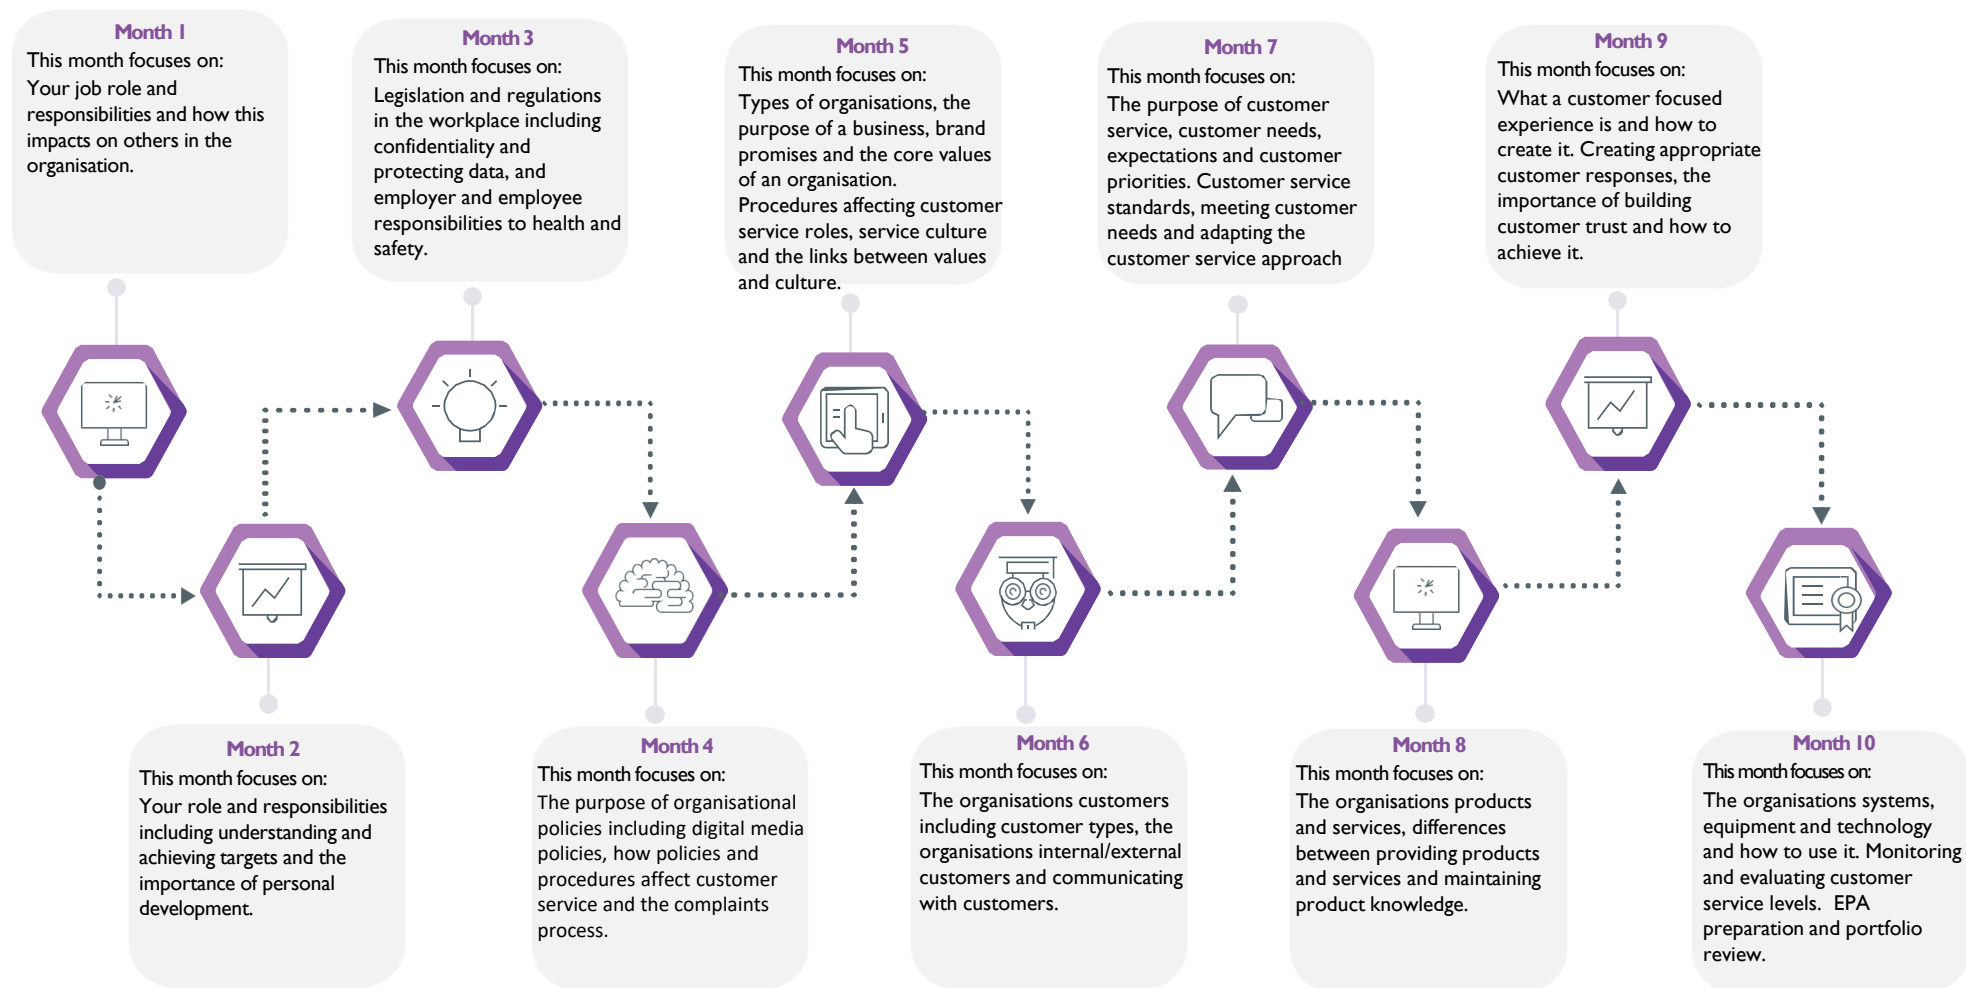 Month 1
This month focuses on:
Your job role and
responsibilities and how this
impacts on others in the
organisation.
Month 2
This month focuses on:
Your role and responsibilities
including understanding and
achieving targets and the
importance of personal
development.
Month 3
This month focuses on:
Legislation and regulations
in the workplace including
confidentiality and
protecting data, and
employer and employee
responsibilities to health and
safety.
Month 4
This month focuses on:
The purpose of organisational
policies including digital media
policies, how policies and
procedures affect customer
service and the complaints
process.
Month 5
This month focuses on:
Types of organisations, the
purpose of a business, brand
promises and the core values
of an organisation.
Procedures affecting customer
service roles, service culture
and the links between values
and culture.
Month 6
This month focuses on:
The organisations customers
including customer types, the
organisations internal/external
customers and communicating
with customers.
Month 7
This month focuses on:
The purpose of customer
service, customer needs,
expectations and customer
priorities. Customer service
standards, meeting customer
needs and adapting the
customer service approach
Month 8
This month focuses on:
The organisations products
and services, differences
between providing products
and services and maintaining
product knowledge.
Month 9
This month focuses on:
What a customer focused
experience is and how to
create it. Creating appropriate
customer responses, the
importance of building
customer trust and how to
achieve it.
Month 10
This month focuses on:
The organisations systems,
equipment and technology
and how to use it. Monitoring
and evaluating customer
service levels.  EPA
preparation and portfolio
review.